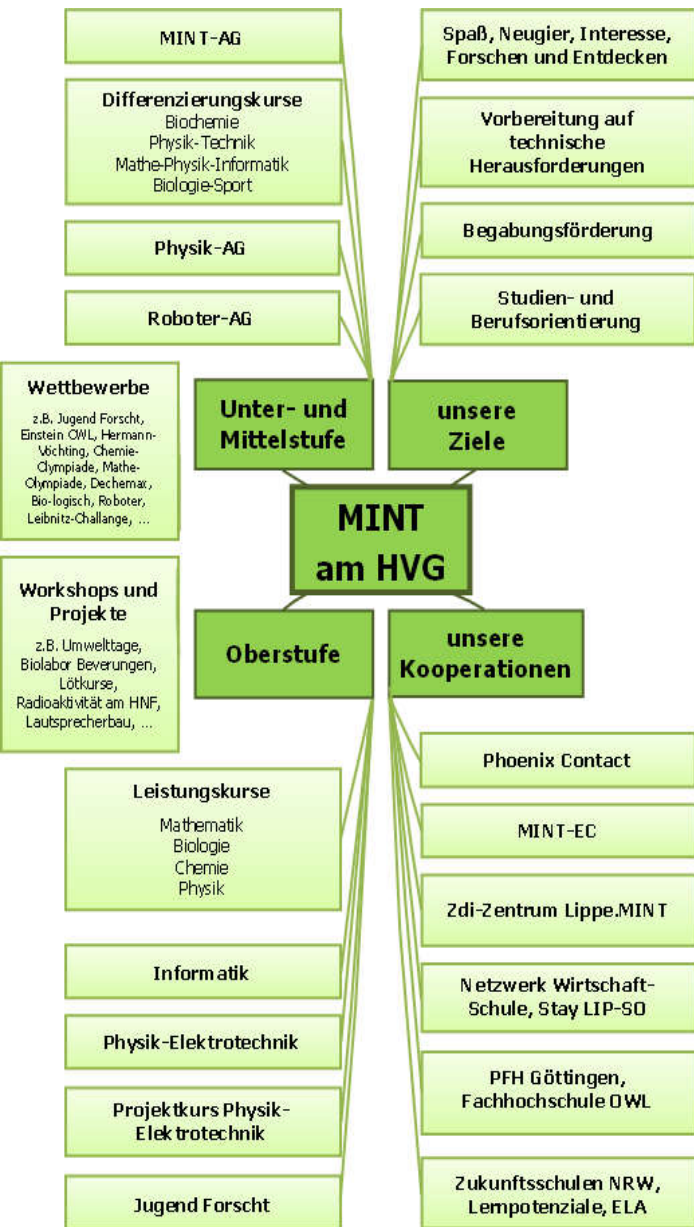 MINT-AG
Differenzierungskurse
Biochemie
Physik-Technik
Mathe-Physik-Informatik
Biologie-Sport
Physik-AG
Roboter-AG
Spaß, Neugier, Interesse,
Forschen und Entdecken
Vorbereitung auf
technische
Herausforderungen
Begabungsförderung
Studien- und
Berufsorientierung
Wettbewerbe
z.B. Jugend Forscht,
Einstein OWL, Hermann-
Vöchting, Chemie-
Olympiade, Mathe-
Olympiade, Dechemax,
Bio-logisch, Roboter,
Leibnitz-Challange, ...
Unter- und
Mittelstufe
unsere
Ziele
MINT
am HVG
Workshops und
Projekte
z.B. Umwelttage,
Biolabor Beverungen,
Lötkurse,
Radioaktivität am HNF,
Lautsprecherbau, ...
Oberstufe
unsere
Kooperationen
Leistungskurse
Mathematik
Biologie
Chemie
Physik
Informatik
Physik-Elektrotechnik
Projektkurs Physik-
Elektrotechnik
Jugend Forscht
Phoenix Contact
MINT-EC
Zdi-Zentrum Lippe.MINT
Netzwerk Wirtschaft-
Schule, Stay LIP-SO
PFH Göttingen,
Fachhochschule OWL
Zukunftsschulen NRW,
Lernpotenziale, ELA